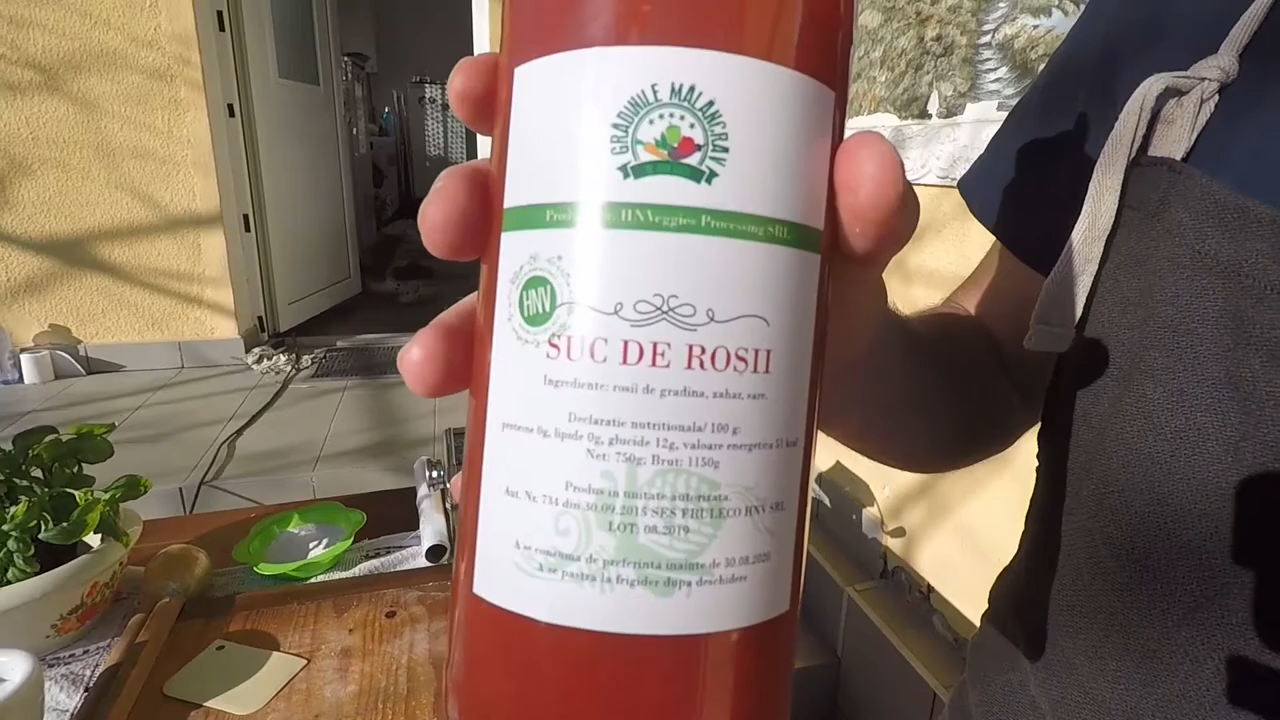 GRADINILE MALANCRAV
HNVeggies Processing SRL
HNV
SUC DE ROȘII
Ingrediente: rosii de gradina, zahar, sare.
Declaratie nutritionala/ 100 g:
proteine 0g, lipide 0g, glucide 12g, valoare energetica 51 kcal
Net: 750g; Brut: 1150g
Produs in unitate autorizata.
Aut. Nr. 734 din 30.09.2015 SES FRULECO HNV SRL
LOT: 08.2019
A se consuma de preferinta inainte de 30.08.2020
A se pastra la frigider dupa deschidere